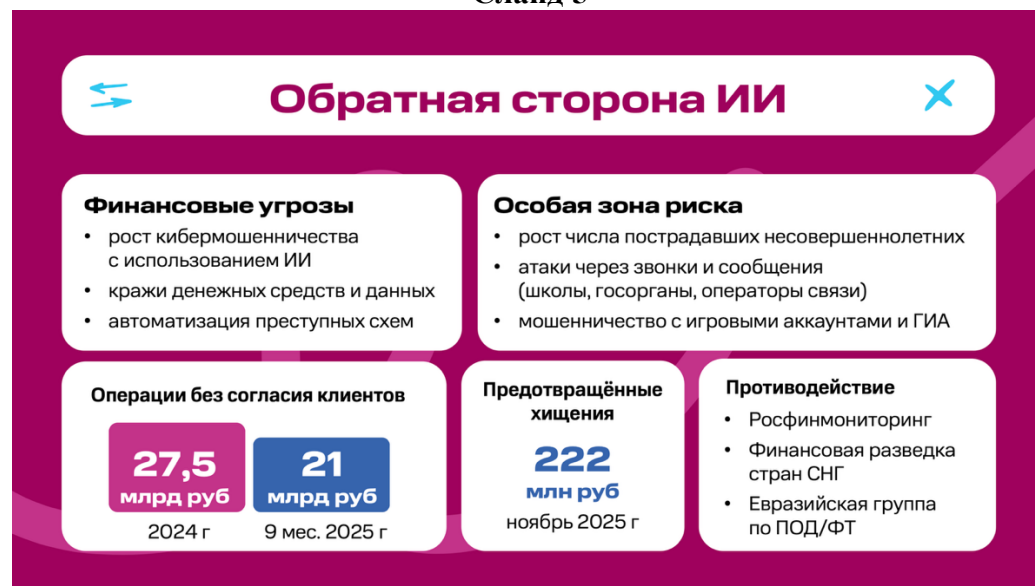 Обратная сторона ИИ
Финансовые угрозы
• рост кибермошенничества
с использованием ИИ
• кражи денежных средств и данных
• автоматизация преступных схем
Особая зона риска
• рост числа пострадавших несовершеннолетних
• атаки через звонки и сообщения
(школы, госорганы, операторы связи)
• мошенничество с игровыми аккаунтами и ГИА
Операции без согласия клиентов
27,5
млрд руб
2024 г
21
млрд руб
9 мес. 2025 г
Предотвращённые
хищения
222
млн руб
ноябрь 2025 г
Противодействие
• Росфинмониторинг
• Финансовая разведка
стран СНГ
• Евразийская группа
по ПОД/ФТ